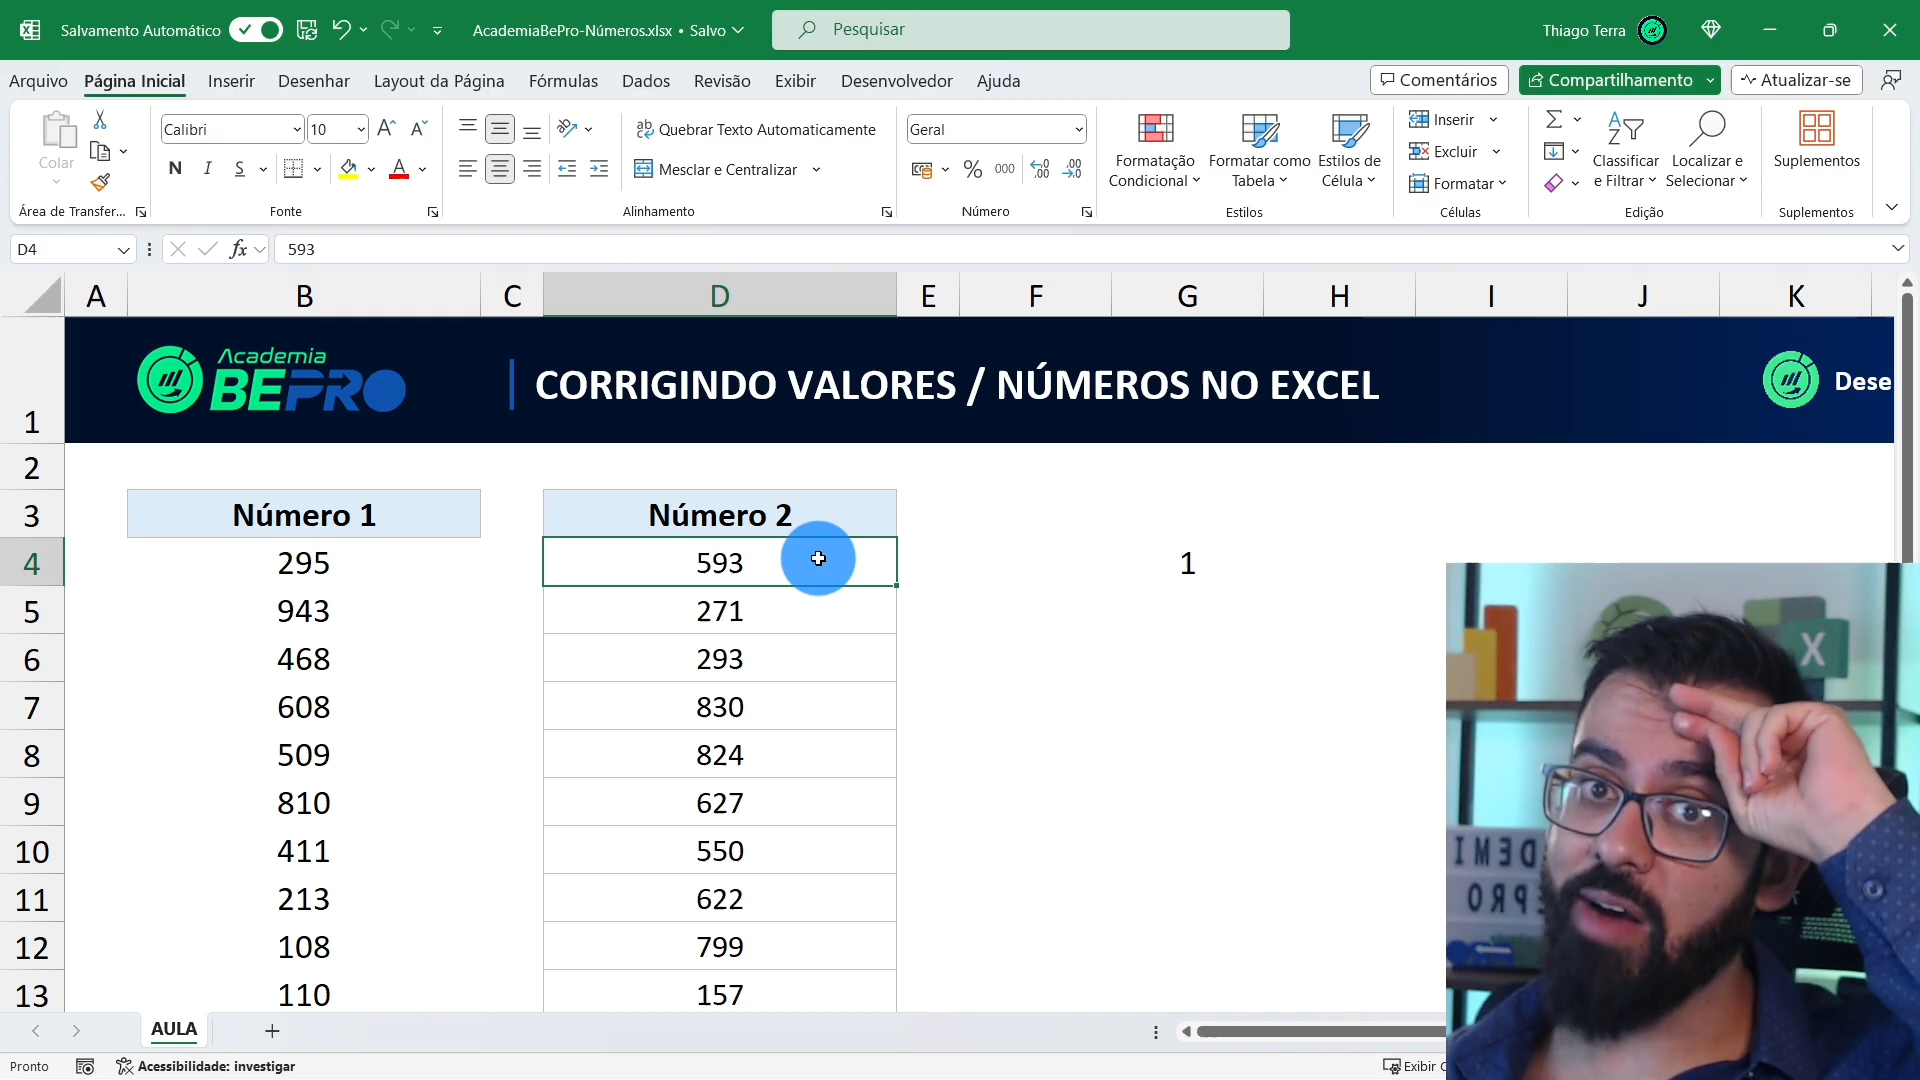 Salvamento Automático
AcademiaBePro-Números.xlsx • Salvo
Pesquisar
Thiago Terra
Arquivo Página Inicial Inserir Desenhar Layout da Página Fórmulas Dados Revisão Exibir Desenvolvedor Ajuda
Comentários
Compartilhamento
Atualizar-se
Colar
Área de Transfer...
Calibri
10
N I S
Fonte
Quebrar Texto Automaticamente
Mesclar e Centralizar
Alinhamento
Geral
% 000
Número
Formatação
Condicional
Formatar como
Tabela
Estilos de
Célula
Estilos
Inserir
Excluir
Formatar
Células
Classificar
e Filtrar
Localizar e
Selecionar
Edição
Suplementos
Suplementos
D4
fx
593
A B C D E F G H I J K
Academia
BEPRO
CORRIGINDO VALORES / NÚMEROS NO EXCEL
Dese
1
2
3 Número 1 Número 2
4 295 593 1
5 943 271
6 468 293
7 608 830
8 509 824
9 810 627
10 411 550
11 213 622
12 108 799
13 110 157
AULA
Pronto
Acessibilidade: investigar
Exibir